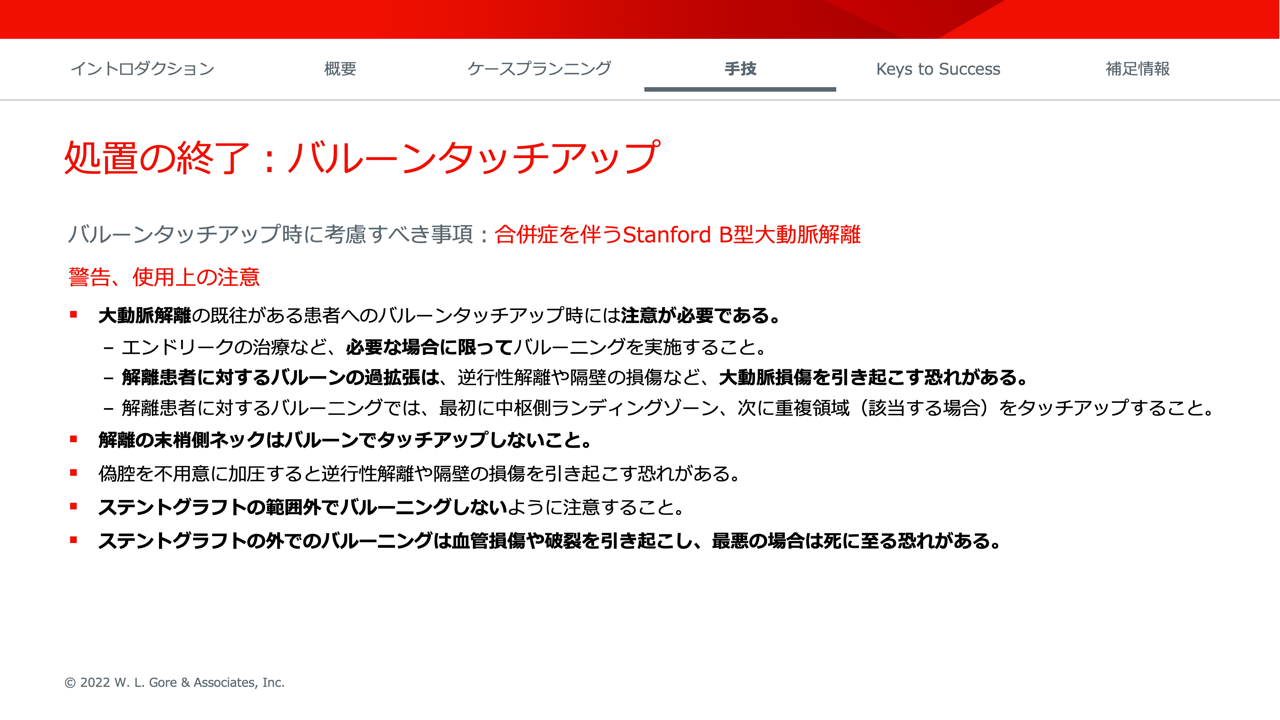 イントロダクション
概要
ケースプランニング
手技
Keys to Success
補足情報
処置の終了：バルーンタッチアップ
バルーンタッチアップ時に考慮すべき事項：合併症を伴うStanford B型大動脈解離
警告、使用上の注意
▪ 大動脈解離の既往がある患者へのバルーンタッチアップ時には注意が必要である。
– エンドリークの治療など、必要な場合に限ってバルーニングを実施すること。
– 解離患者に対するバルーンの過拡張は、逆行性解離や隔壁の損傷など、大動脈損傷を引き起こす恐れがある。
– 解離患者に対するバルーニングでは、最初に中枢側ランディングゾーン、次に重複領域（該当する場合）をタッチアップすること。
▪ 解離の末梢側ネックはバルーンでタッチアップしないこと。
▪ 偽腔を不用意に加圧すると逆行性解離や隔壁の損傷を引き起こす恐れがある。
▪ ステントグラフトの範囲外でバルーニングしないように注意すること。
▪ ステントグラフトの外でのバルーニングは血管損傷や破裂を引き起こし、最悪の場合は死に至る恐れがある。
© 2022 W. L. Gore & Associates, Inc.